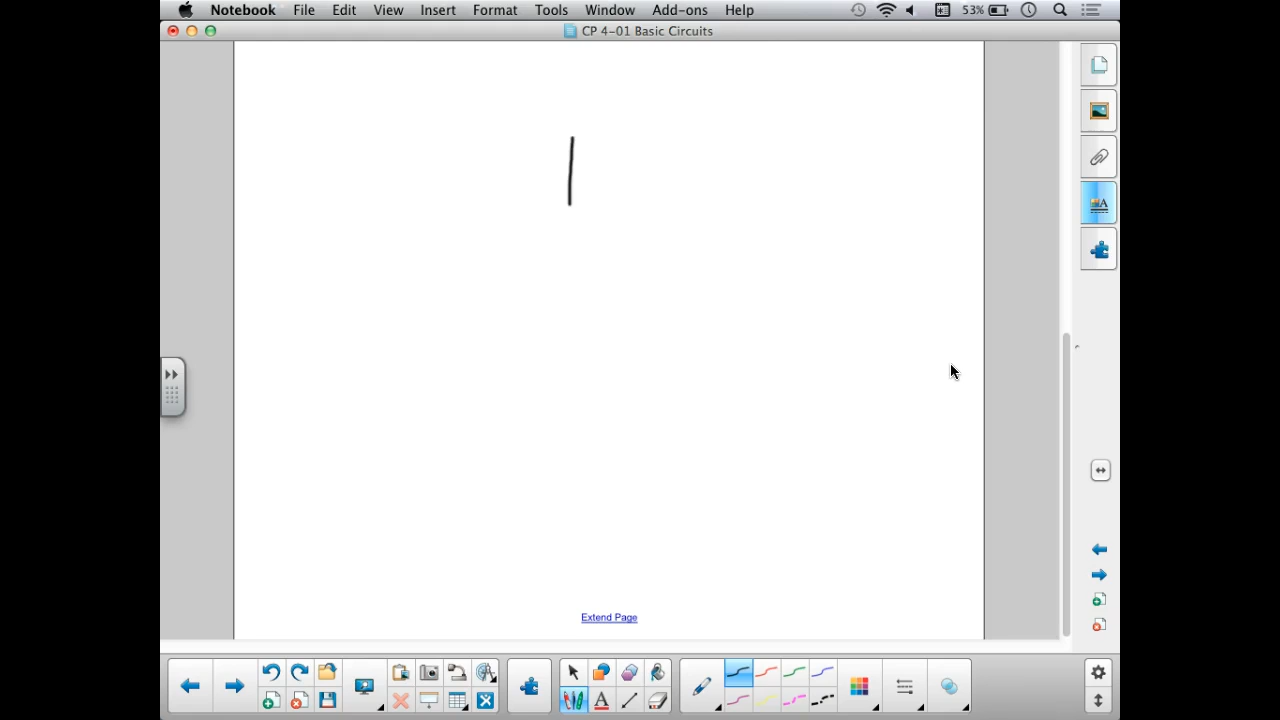 Notebook File Edit View Insert Format Tools Window Add-ons Help 53%
CP 4-01 Basic Circuits
Extend Page